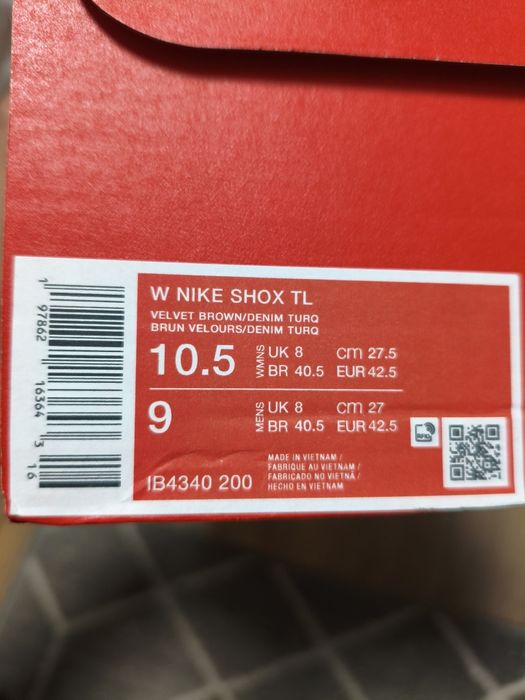 W NIKE SHOX TL
VELVET BROWN/DENIM TURQ
BRUN VELOURS/DENIM TURQ
10.5 WMNS UK 8 cm 27.5
BR 40.5 EUR 42.5
9 MENS UK 8 cm 27
BR 40.5 EUR 42.5
IB4340 200
MADE IN VIETNAM /
FABRIQUE AU VIETNAM /
FABRICADO NO VIETNÃ /
HECHO EN VIETNAM
1 97862 16364 3 16